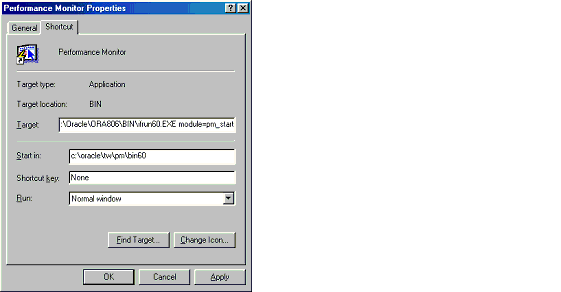 Performance Monitor Properties
General Shortcut
Performance Monitor
Target type: Application
Target location: BIN
Target: :\Oracle\ORA806\BIN\ifrun60.EXE module=pm_start
Start in: c:\oracle\tw\pm\bin60
Shortcut key: None
Run: Normal window
Find Target... Change Icon...
OK Cancel Apply